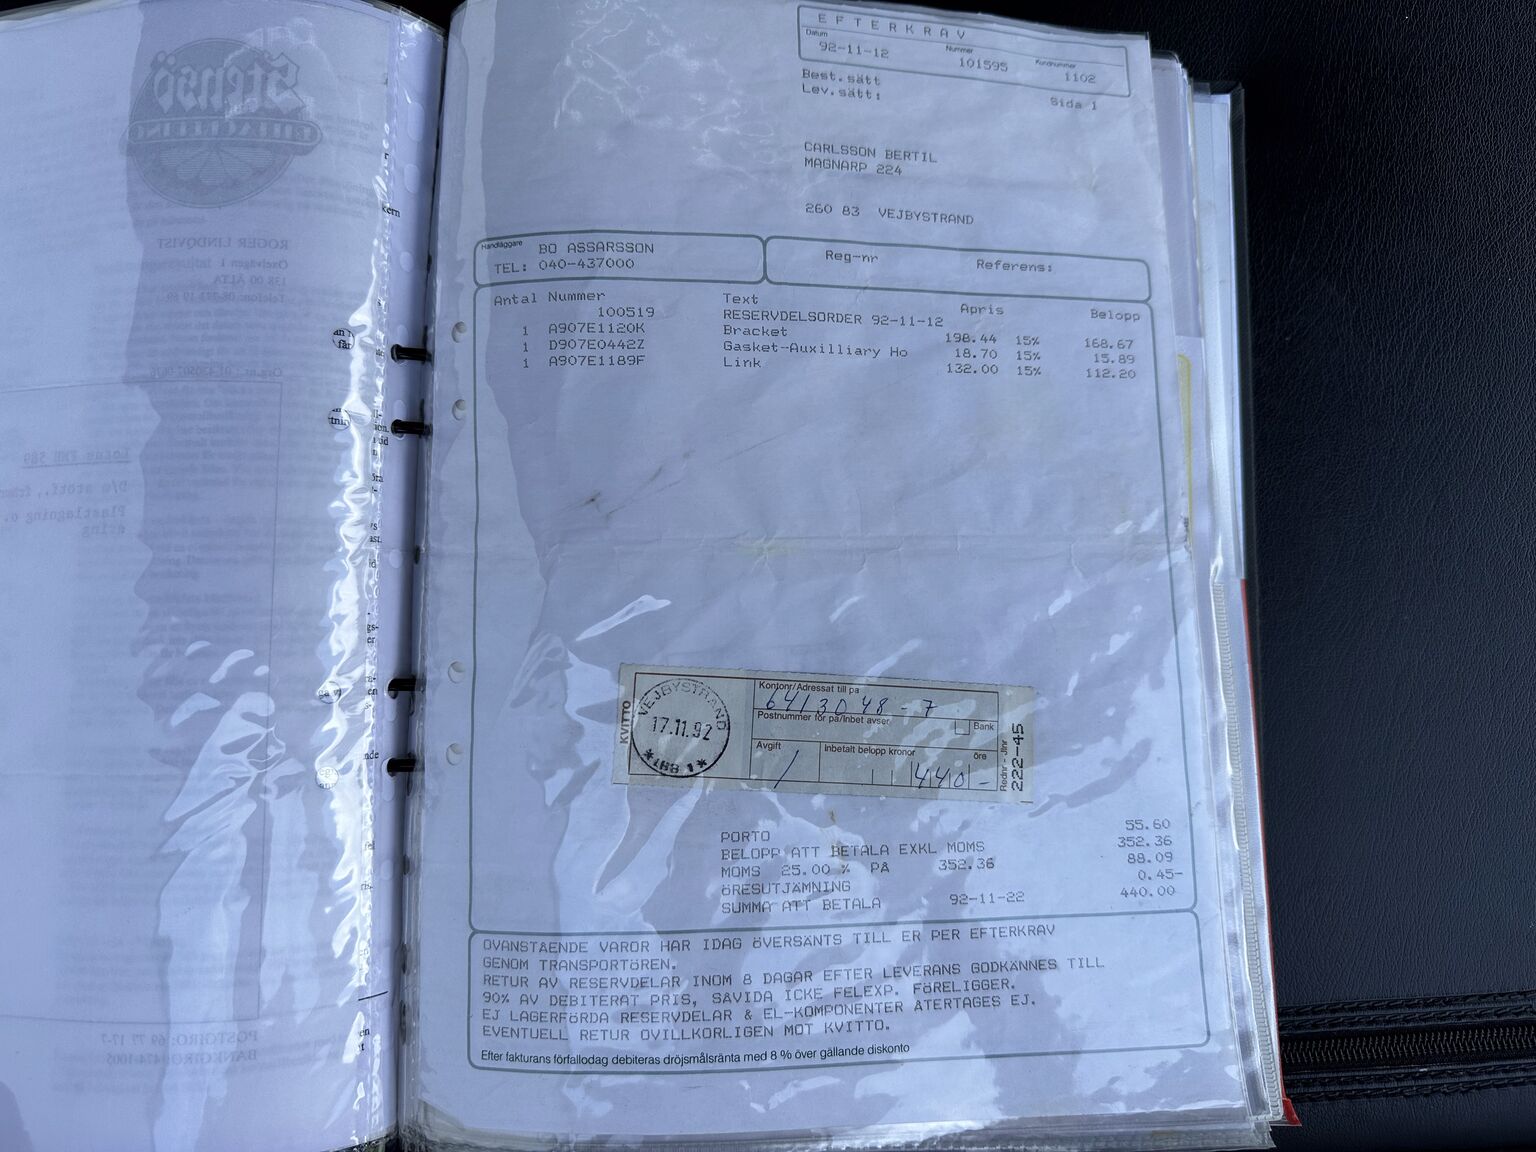 EFTERKRAV
Datum Nummer Kundnummer
92-11-12 101595 1102
Best.sätt
Lev.sätt: Sida 1
CARLSSON BERTIL
MAGNARP 224
260 83 VEJBYSTRAND
Handläggare BO ASSARSSON
TEL: 040-437000
Reg-nr Referens:
Antal Nummer Text Apris Belopp
100519 RESERVDELSORDER 92-11-12
1 A907E1120K Bracket 198.44 15% 168.67
1 D907E0442Z Gasket-Auxilliary Ho 18.70 15% 15.89
1 A907E1189F Link 132.00 15% 112.20
KVITTO
VEJBYSTRAND
17.11.92
Kontonr/Adressat till pa
6413048-7
Postnummer för pa/Inbet avser
Bank
Avgift Inbetalt belopp kronor öre
/ 440 -
222-45
PORTO 55.60
BELOPP ATT BETALA EXKL MOMS 352.36
MOMS 25.00 % PÅ 352.36 88.09
ÖRESUTJÄMNING 0.45-
SUMMA ATT BETALA 92-11-22 440.00
OVANSTÅENDE VAROR HAR IDAG ÖVERSÄNTS TILL ER PER EFTERKRAV
GENOM TRANSPORTÖREN.
RETUR AV RESERVDELAR INOM 8 DAGAR EFTER LEVERANS GODKÄNNES TILL
90% AV DEBITERAT PRIS, SÅVIDA ICKE FELEXP. FÖRELIGGER.
EJ LAGERFÖRDA RESERVDELAR & EL-KOMPONENTER ÅTERTAGES EJ.
EVENTUELL RETUR OVILLKORLIGEN MOT KVITTO.
Efter fakturans förfallodag debiteras dröjsmålsränta med 8 % över gällande diskonto
Stensö
ROGER LINDQVIST
138 00 ÄLTA
Lotus FNE 589